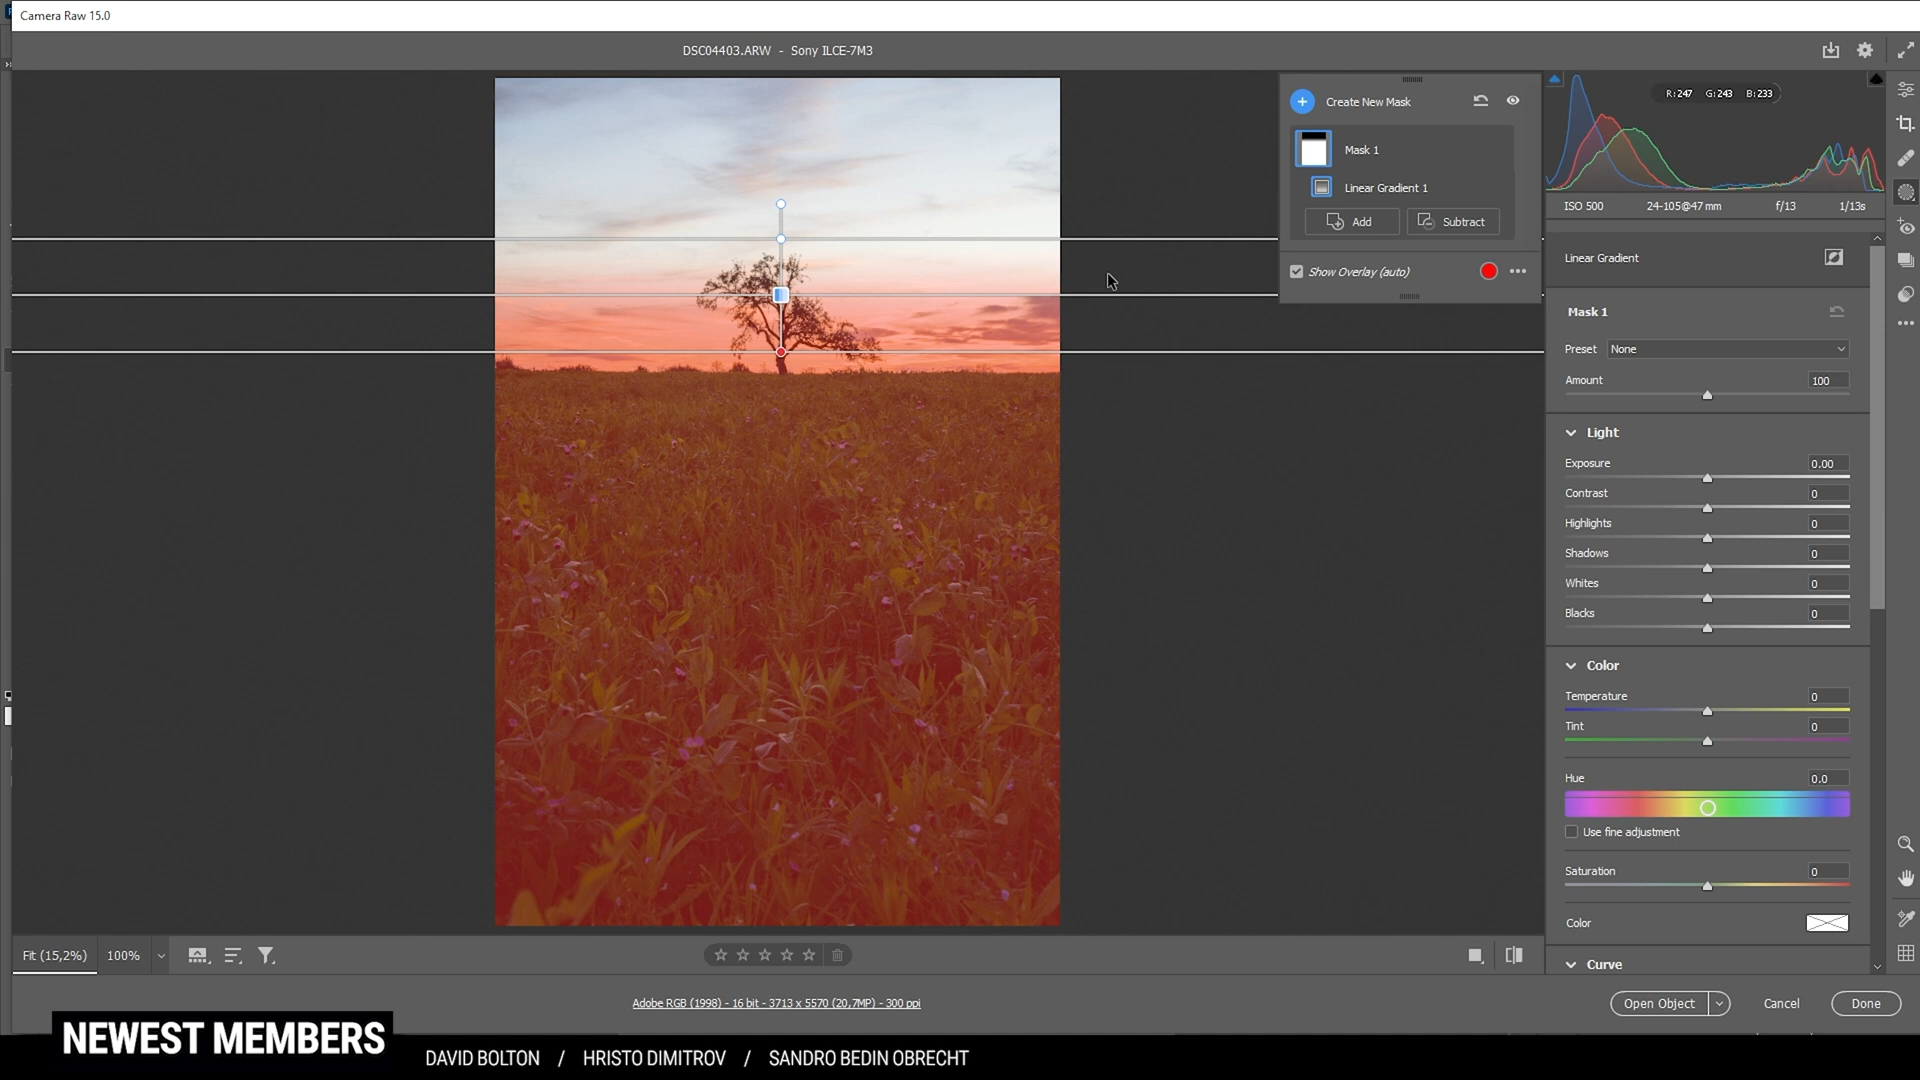 Camera Raw 15.0
DSC04403.ARW - Sony ILCE-7M3
Create New Mask
Mask 1
Linear Gradient 1
Add
Subtract
Show Overlay (auto)
R:247 G:243 B:233
ISO 500 24-105@47 mm f/13 1/13s
Linear Gradient
Mask 1
Preset None
Amount 100
Light
Exposure 0.00
Contrast 0
Highlights 0
Shadows 0
Whites 0
Blacks 0
Color
Temperature 0
Tint 0
Hue 0.0
Use fine adjustment
Saturation 0
Color
Curve
Fit (15,2%) 100%
Adobe RGB (1998) - 16 bit - 3713 x 5570 (20,7MP) - 300 ppi
Open Object Cancel Done
NEWEST MEMBERS
DAVID BOLTON / HRISTO DIMITROV / SANDRO BEDIN OBRECHT